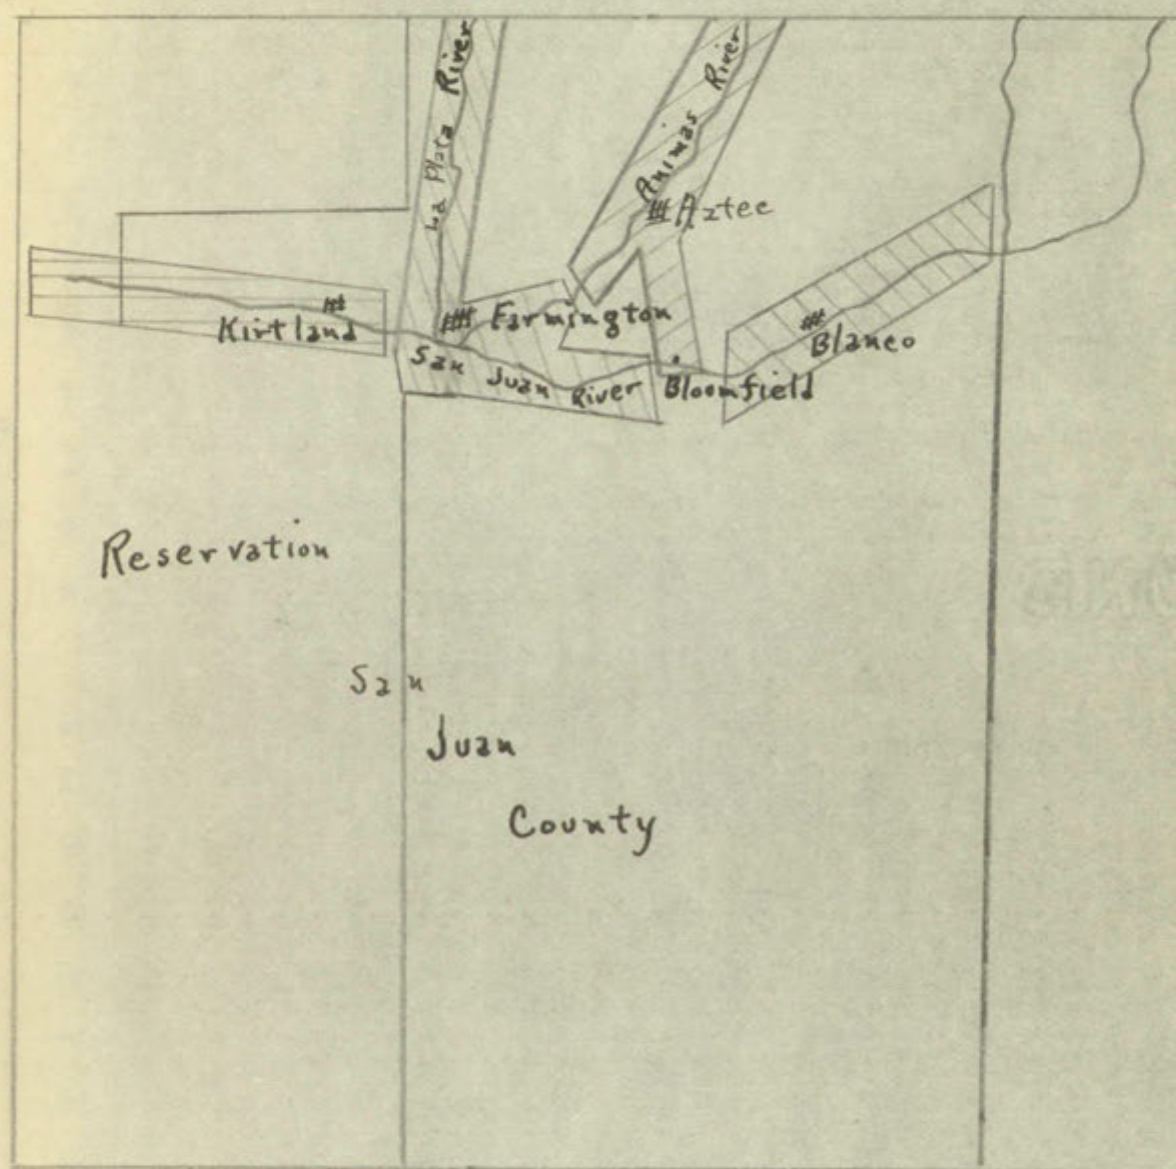 La Plata River
Animas River
Aztec
Farmington
Kirtland
Blanco
San Juan River
Bloomfield
Reservation
San
Juan
County